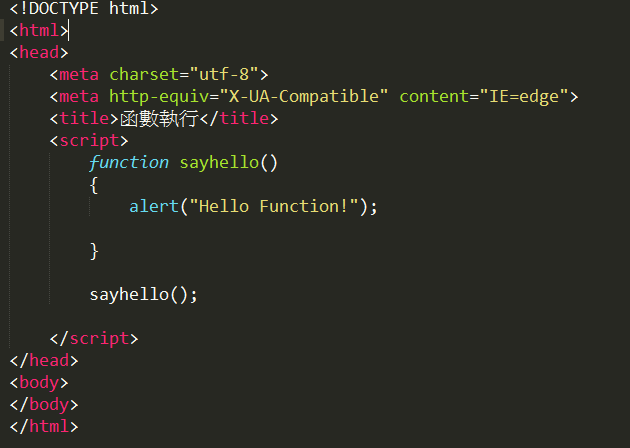 <!DOCTYPE html>
<html>
<head>
    <meta charset="utf-8">
    <meta http-equiv="X-UA-Compatible" content="IE=edge">
    <title>函數執行</title>
    <script>
        function sayhello()
        {
            alert("Hello Function!");
        }
        sayhello();
    </script>
</head>
<body>
</body>
</html>